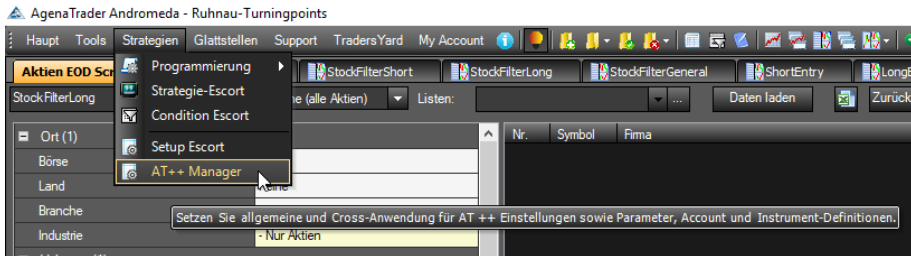 AgenaTrader Andromeda - Ruhnau-Turningpoints
Haupt Tools Strategien Glattstellen Support TradersYard My Account
Aktien EOD Scr StockFilterShort StockFilterLong StockFilterGeneral ShortEntry LongE
Programmierung
StockFilterLong ne (alle Aktien) Listen: ... Daten laden Zurück
Strategie-Escort
Condition Escort
Ort (1) Nr. Symbol Firma
Setup Escort
Börse
AT++ Manager
Land Keine
Branche
Setzen Sie allgemeine und Cross-Anwendung für AT ++ Einstellungen sowie Parameter, Account und Instrument-Definitionen.
Industrie - Nur Aktien